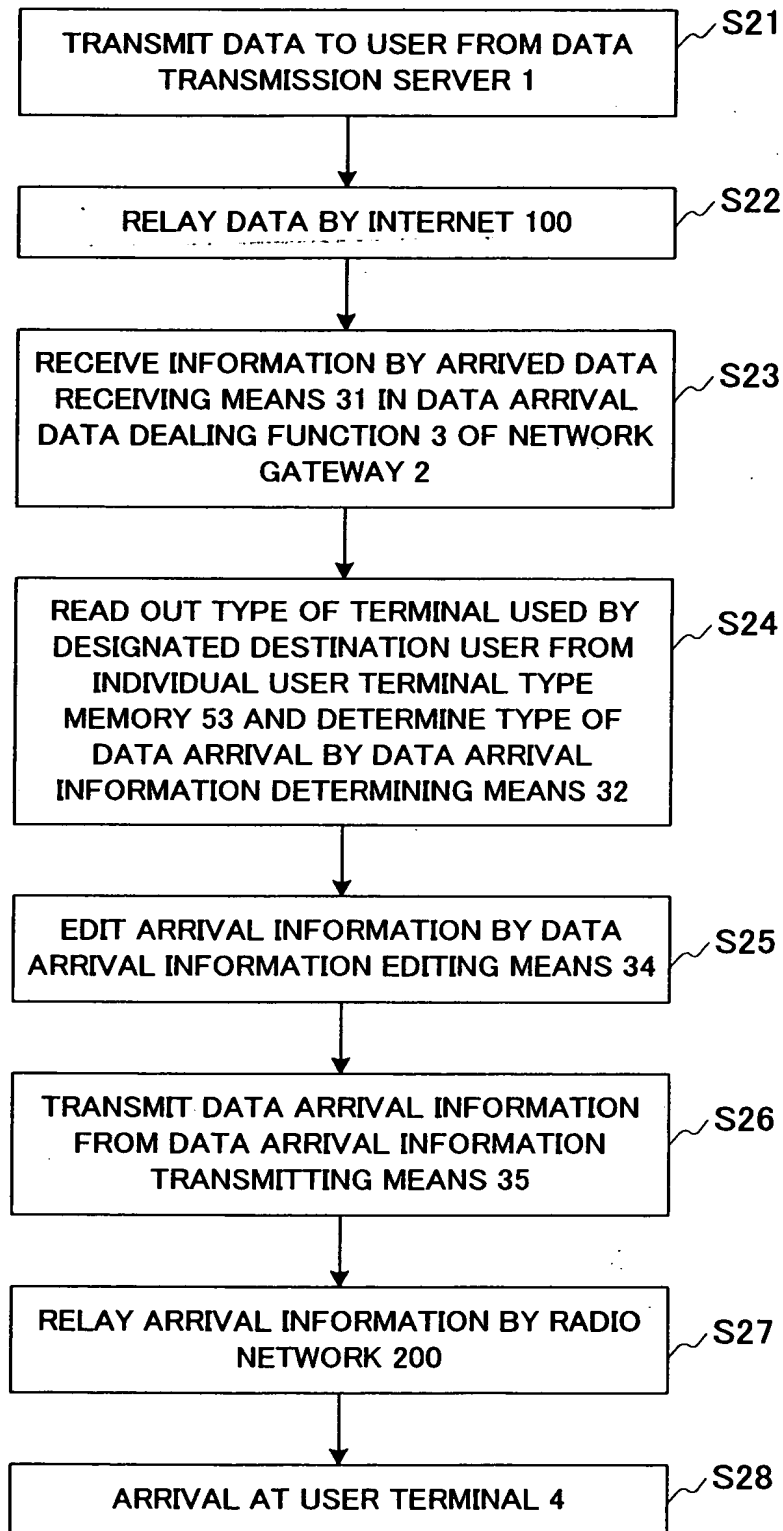 TRANSMIT DATA TO USER FROM DATA
TRANSMISSION SERVER 1
S21
RELAY DATA BY INTERNET 100
S22
RECEIVE INFORMATION BY ARRIVED DATA
RECEIVING MEANS 31 IN DATA ARRIVAL
DATA DEALING FUNCTION 3 OF NETWORK
GATEWAY 2
S23
READ OUT TYPE OF TERMINAL USED BY
DESIGNATED DESTINATION USER FROM
INDIVIDUAL USER TERMINAL TYPE
MEMORY 53 AND DETERMINE TYPE OF
DATA ARRIVAL BY DATA ARRIVAL
INFORMATION DETERMINING MEANS 32
S24
EDIT ARRIVAL INFORMATION BY DATA
ARRIVAL INFORMATION EDITING MEANS 34
S25
TRANSMIT DATA ARRIVAL INFORMATION
FROM DATA ARRIVAL INFORMATION
TRANSMITTING MEANS 35
S26
RELAY ARRIVAL INFORMATION BY RADIO
NETWORK 200
S27
ARRIVAL AT USER TERMINAL 4
S28